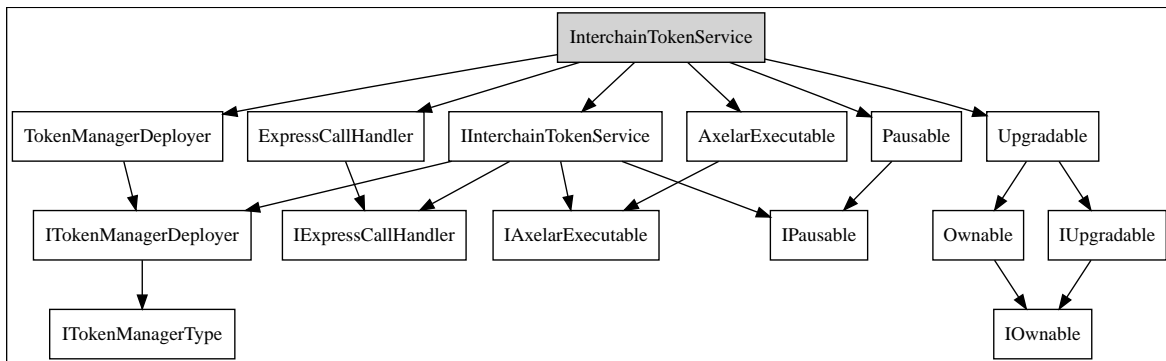 InterchainTokenService
TokenManagerDeployer
ExpressCallHandler
IInterchainTokenService
AxelarExecutable
Pausable
Upgradable
ITokenManagerDeployer
IExpressCallHandler
IAxelarExecutable
IPausable
Ownable
IUpgradable
ITokenManagerType
IOwnable